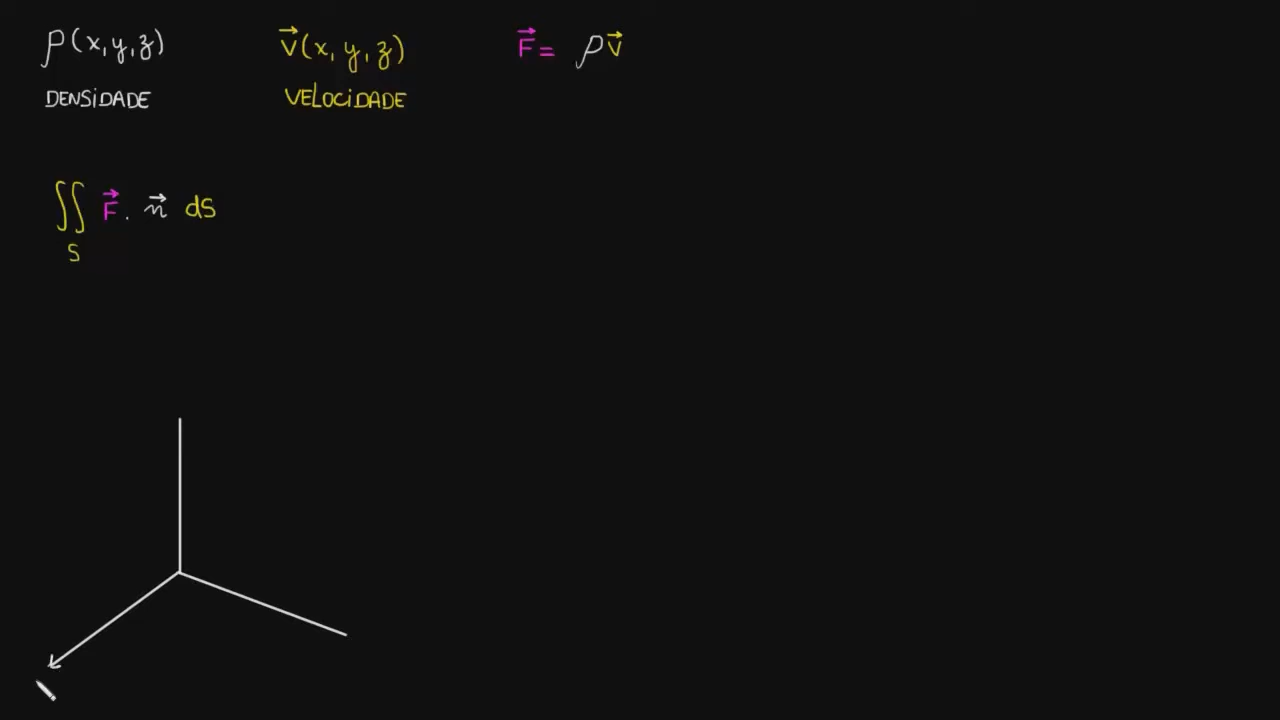 ρ(x,y,z) v⃗(x,y,z) F⃗ = ρv⃗
DENSIDADE VELOCIDADE
∬ F⃗ . n⃗ dS
S